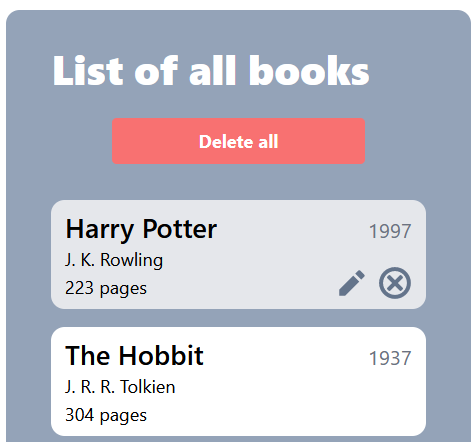 List of all books
Delete all
Harry Potter 1997
J. K. Rowling
223 pages
The Hobbit 1937
J. R. R. Tolkien
304 pages